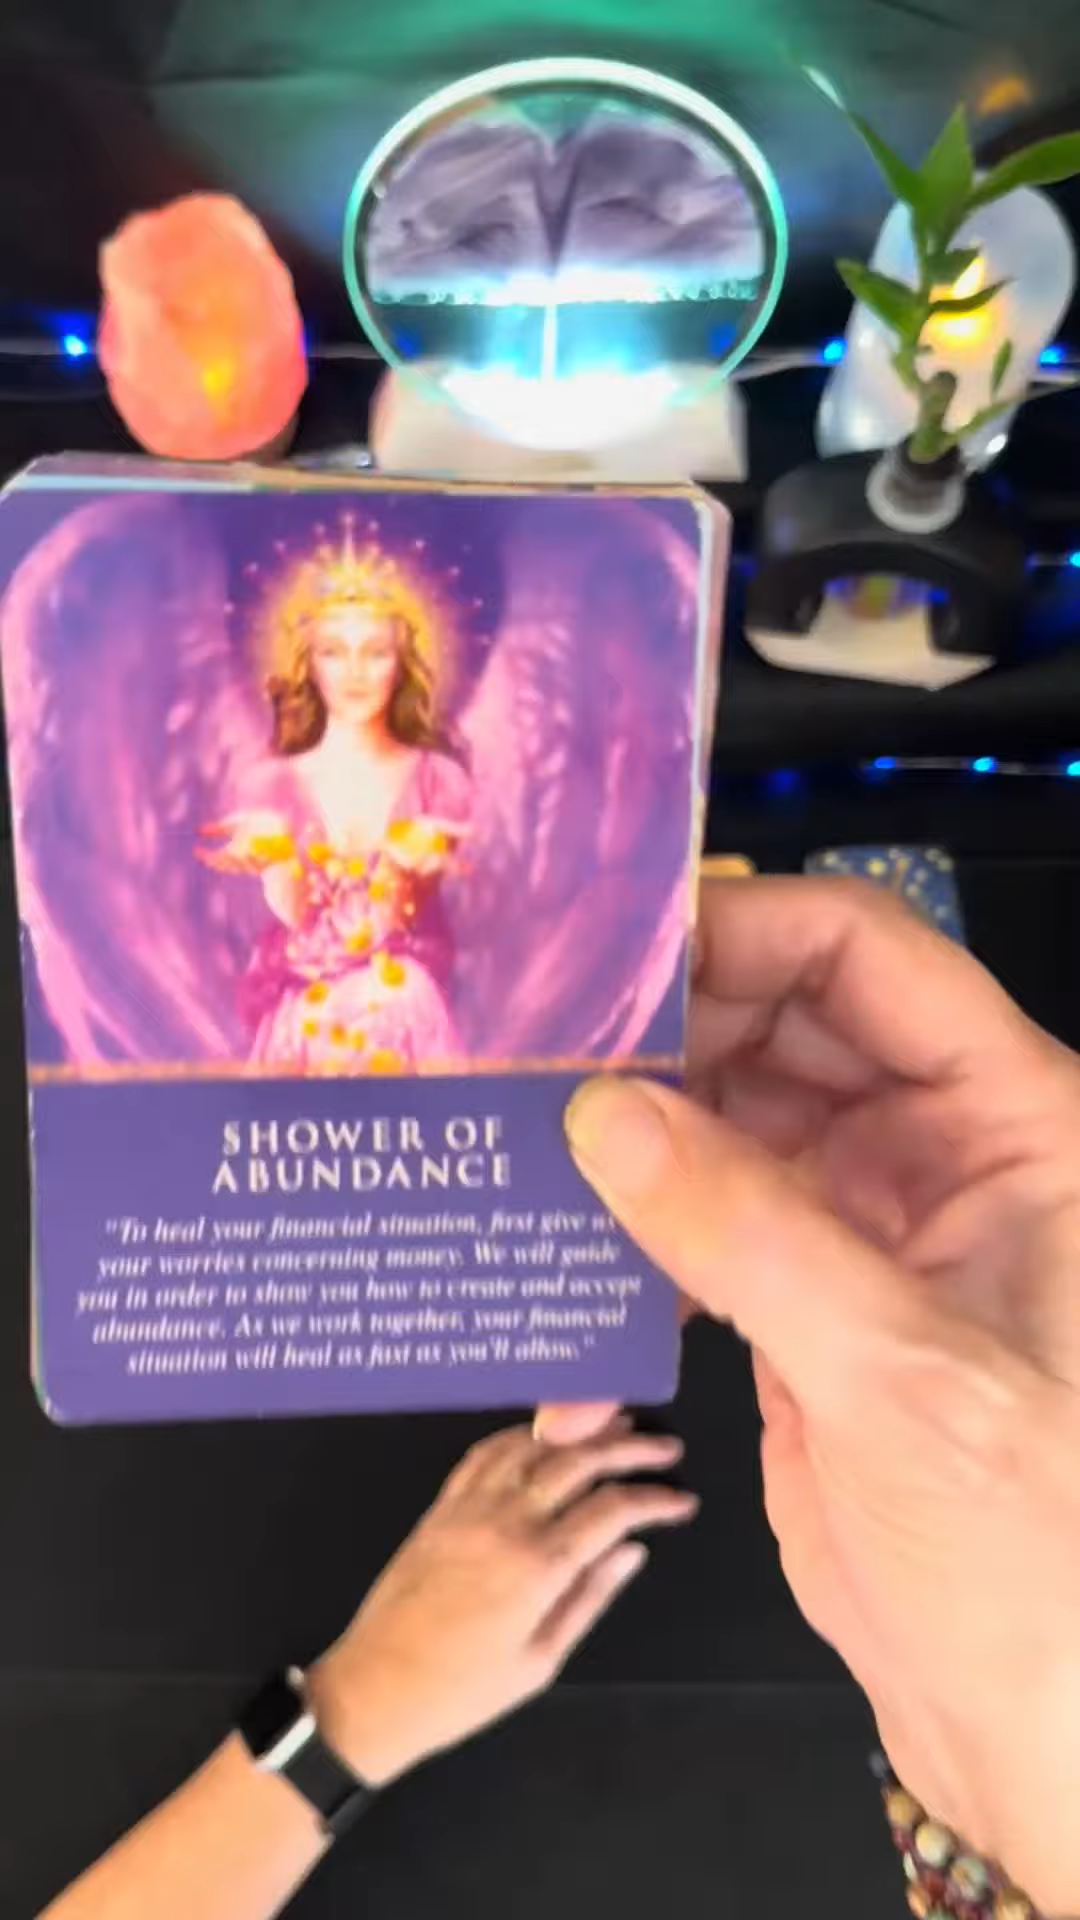 SHOWER OF
ABUNDANCE
"To heal your financial situation, first give us
your worries concerning money. We will guide
you in order to show you how to create and accept
abundance. As we work together, your financial
situation will heal as fast as you'll allow."